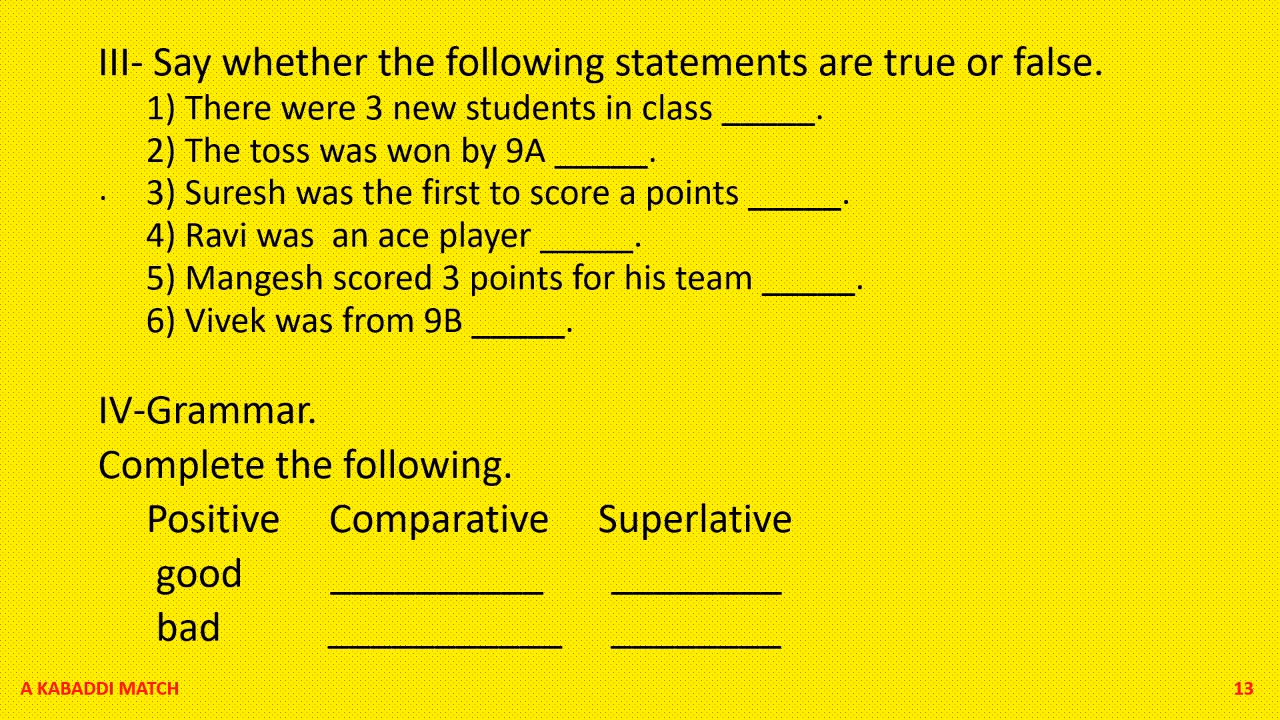 III- Say whether the following statements are true or false.
1) There were 3 new students in class _____.
2) The toss was won by 9A _____.
. 3) Suresh was the first to score a points _____.
4) Ravi was  an ace player _____.
5) Mangesh scored 3 points for his team _____.
6) Vivek was from 9B _____.
IV-Grammar.
Complete the following.
Positive Comparative Superlative
good ___________ _________
bad ____________ _________
A KABADDI MATCH 13